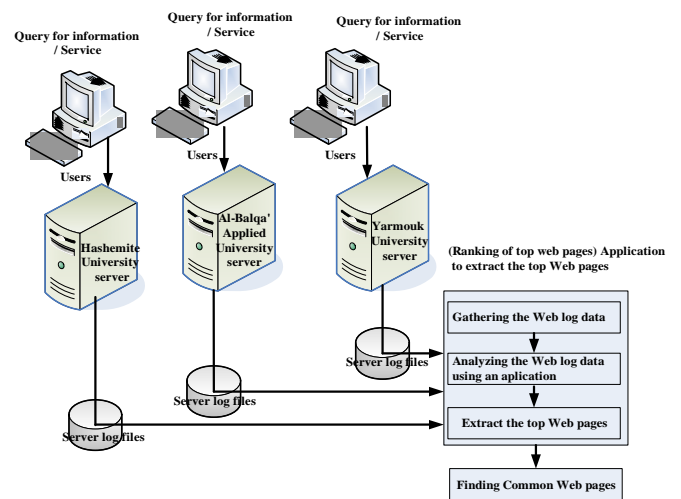 Query for information
/ Service
Query for information
/ Service
Query for information
/ Service
Users
Users
Users
Hashemite
University
server
Al-Balqa'
Applied
University
server
Yarmouk
University
server
(Ranking of top web pages) Application
to extract the top Web pages
Gathering the Web log data
Analyzing the Web log data
using an aplication
Extract the top Web pages
Server log files
Server log files
Server log files
Finding Common Web pages